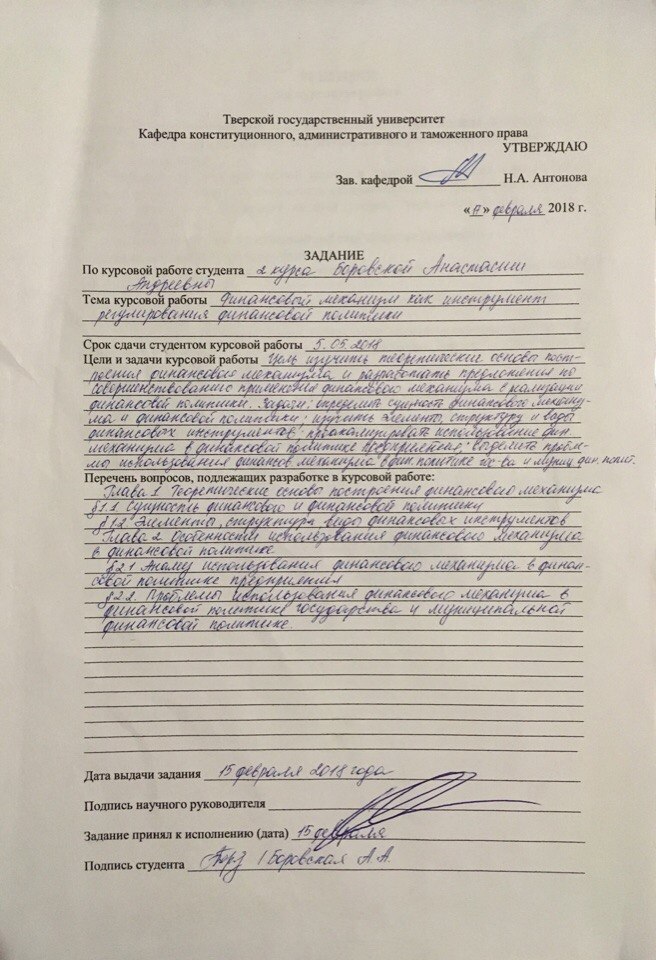 Тверской государственный университет
Кафедра конституционного, административного и таможенного права
УТВЕРЖДАЮ
Зав. кафедрой Н.А. Антонова
« » февраля 2018 г.
ЗАДАНИЕ
По курсовой работе студента 2 курса Боровской Анастасии
Андреевны
Тема курсовой работы Финансовый механизм как инструмент
регулирования финансовой политики
Срок сдачи студентом курсовой работы 5.05.2018
Цели и задачи курсовой работы Цель изучить теоретические основы пост-
роения финансового механизма и разработать предложения по
совершенствованию применения финансового механизма в реализации
финансовой политики. Задачи: определить сущность финансового механиз-
ма и финансовой политики; изучить элементы, структуру и виды
финансовых инструментов; проанализировать использование фин.
механизма в финансовой политике предприятия; выделить пробле-
мы использования финансов механизма в фин политике гос-ва и муниц. фин. полит.
Перечень вопросов, подлежащих разработке в курсовой работе:
Глава 1 Теоретические основы построения финансового механизма
§1.1 Сущность финансового и финансовой политики
§1.2 Элементы, структура виды финансовых инструментов
Глава 2 Особенности использования финансового механизма
в финансовой политике
§2.1 Анализ использования финансового механизма в финан-
совой политике предприятия
§2.2. Проблемы использования финансового механизма в
финансовой политике государства и муниципальной
финансовой политике.
Дата выдачи задания 15 февраля 2018 года
Подпись научного руководителя
Задание принял к исполнению (дата) 15 февраля
Подпись студента / Боровская А.А.